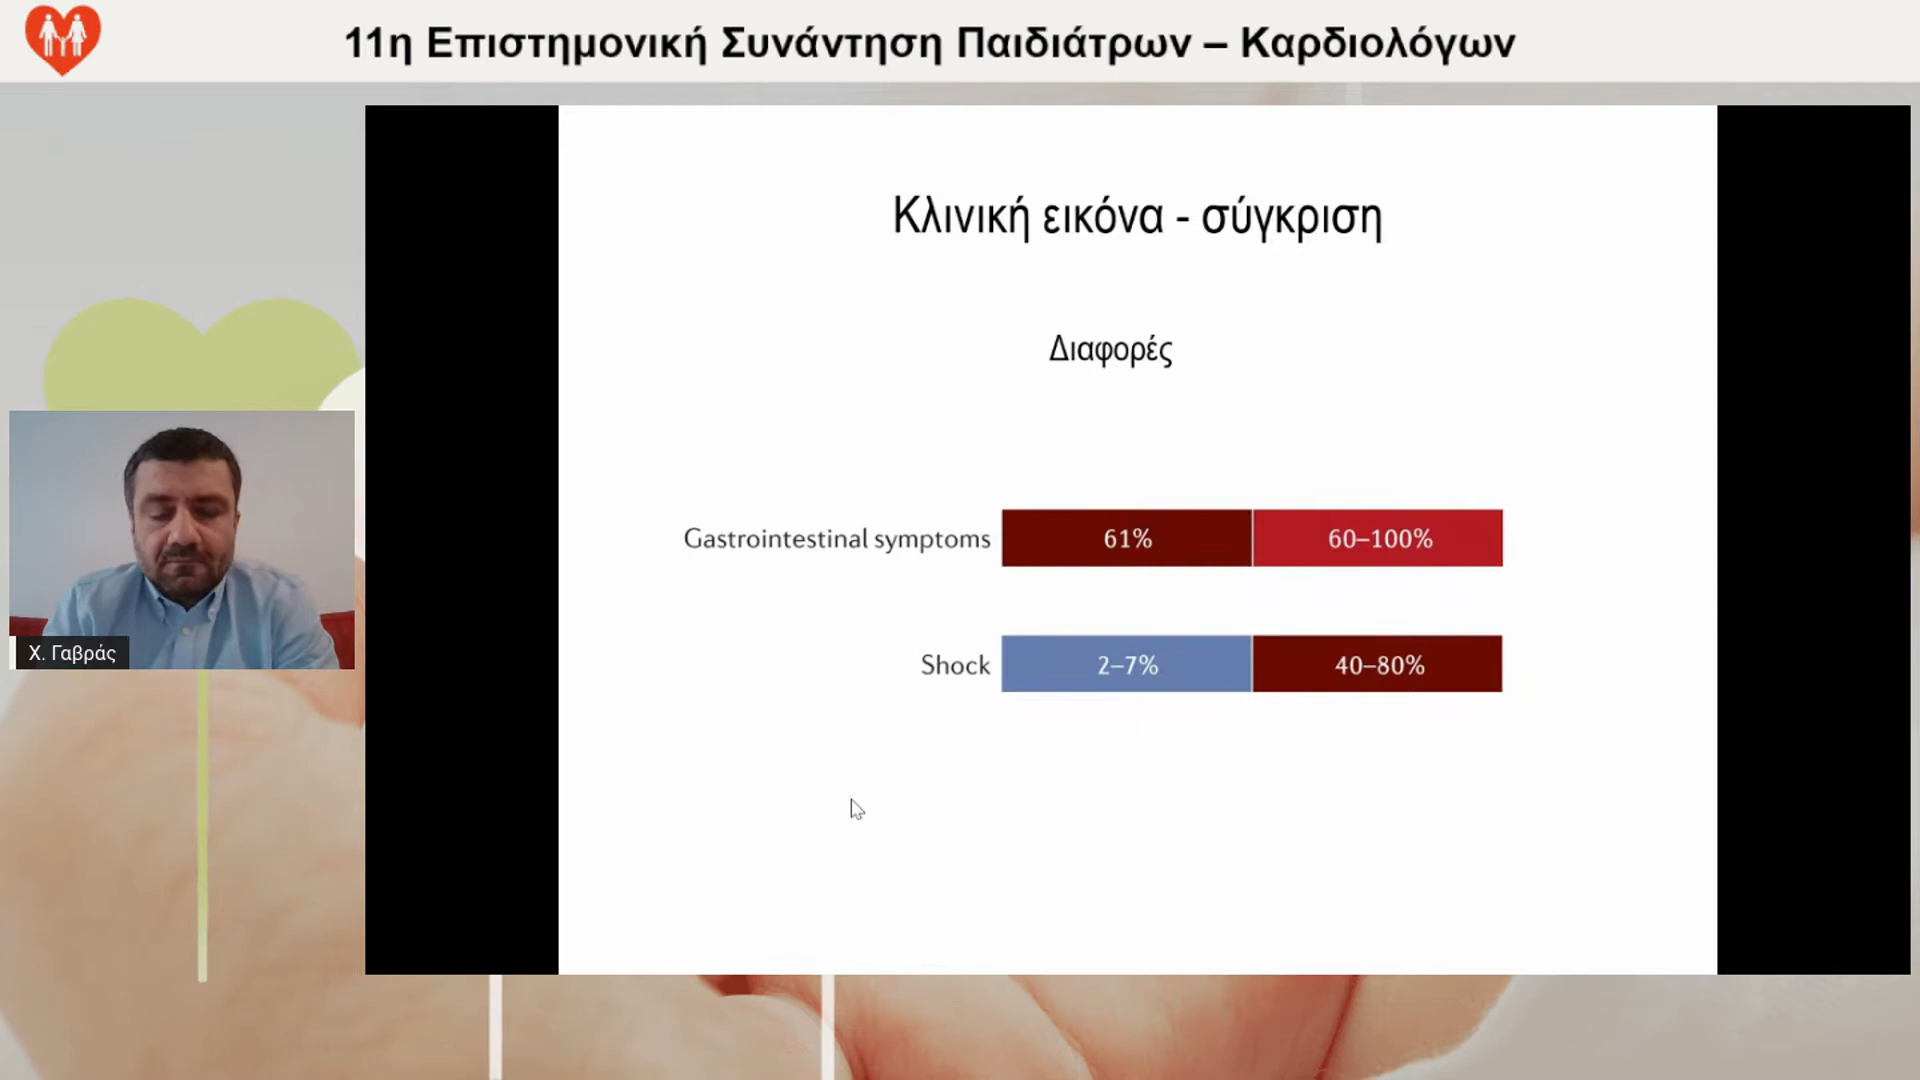 11η Επιστημονική Συνάντηση Παιδιάτρων – Καρδιολόγων
Κλινική εικόνα - σύγκριση
Διαφορές
Gastrointestinal symptoms 61% 60–100%
Shock 2–7% 40–80%
Χ. Γαβράς